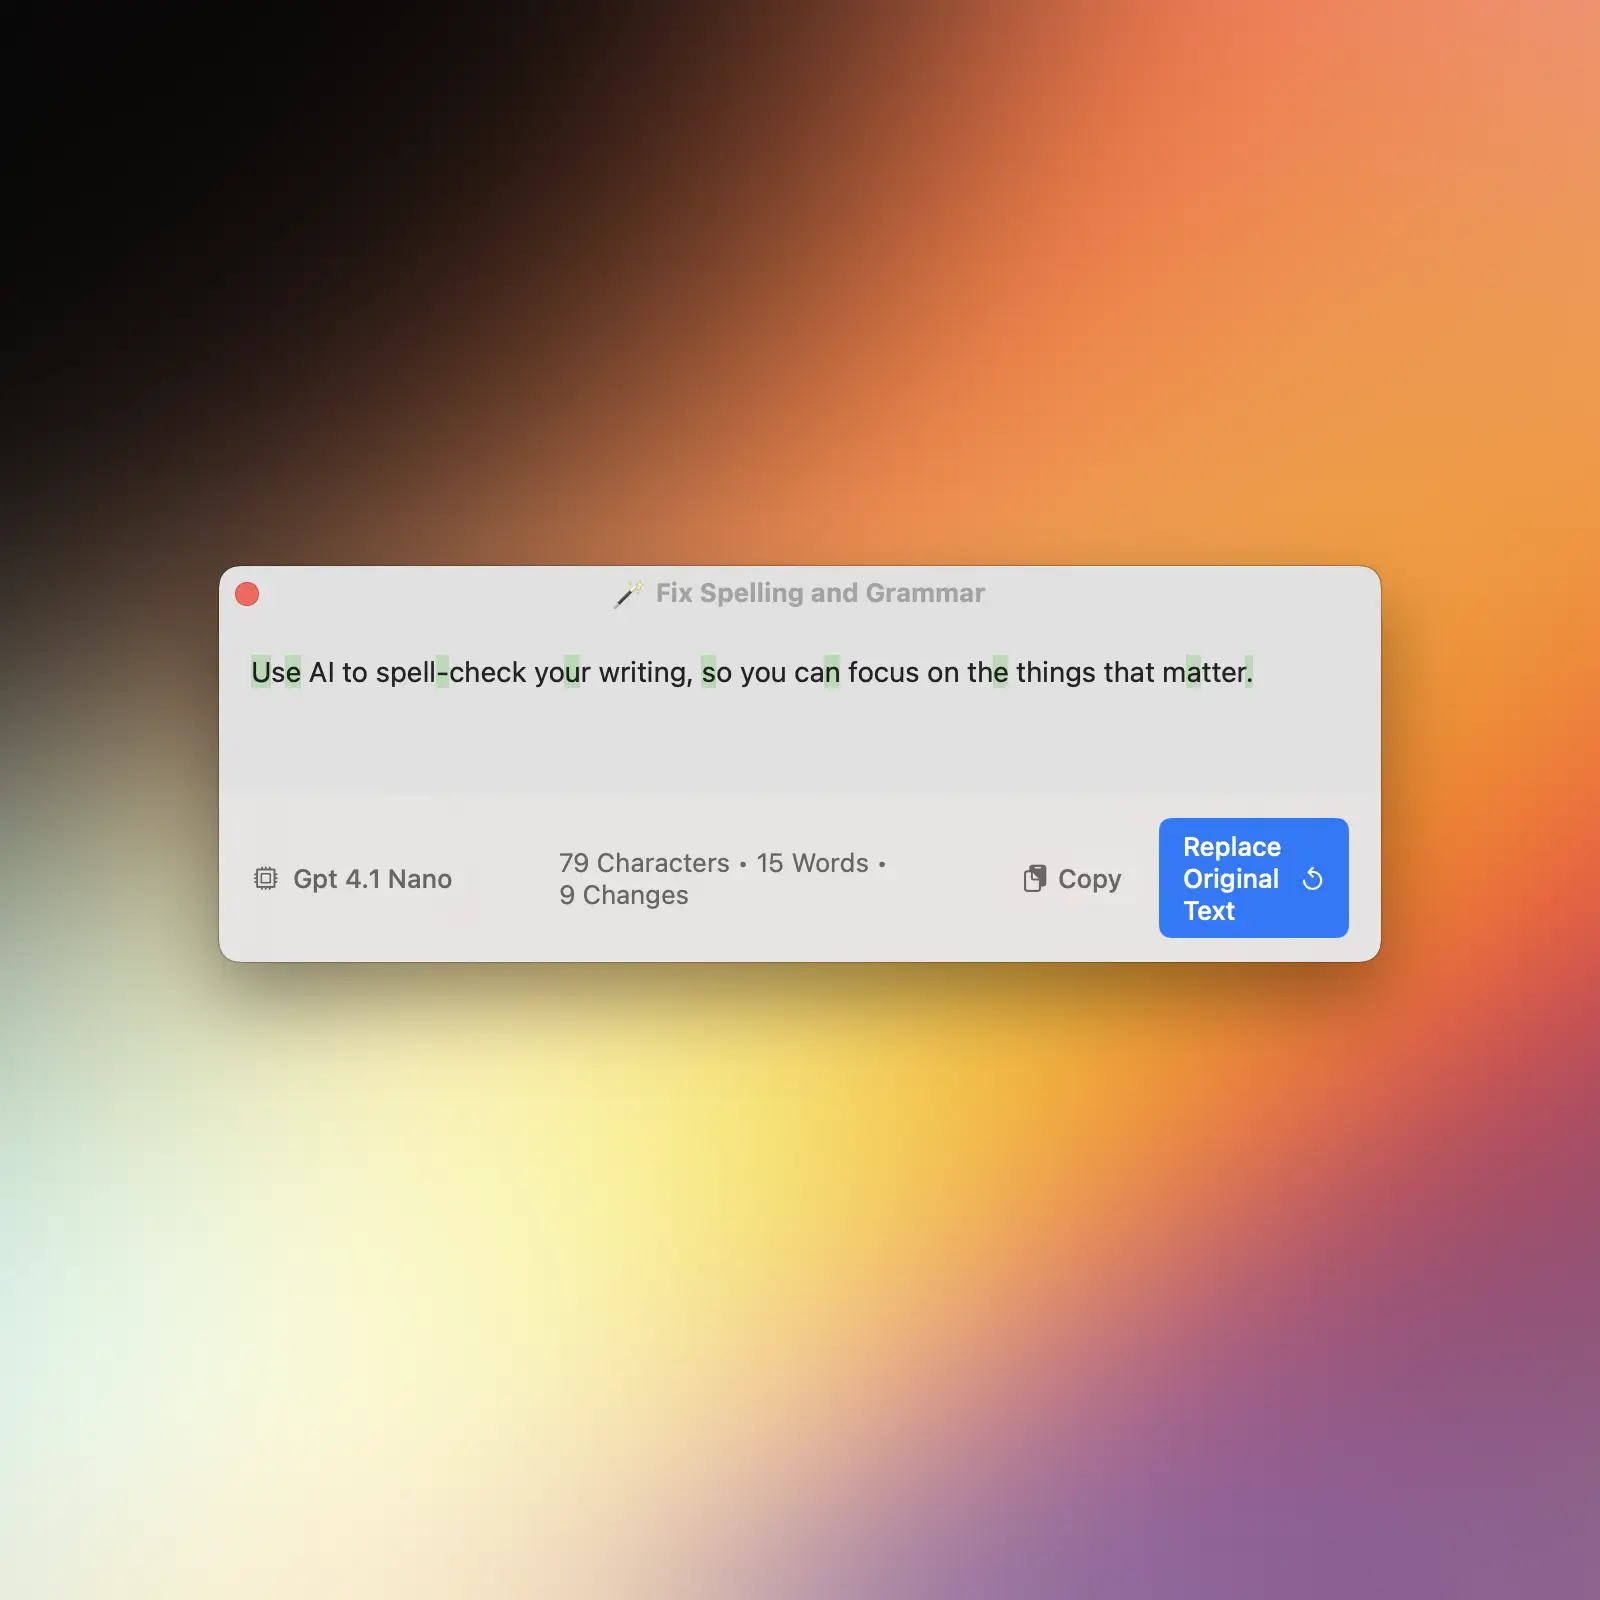 Fix Spelling and Grammar
Use AI to spell-check your writing, so you can focus on the things that matter.
Gpt 4.1 Nano
79 Characters • 15 Words •
9 Changes
Copy
Replace
Original
Text